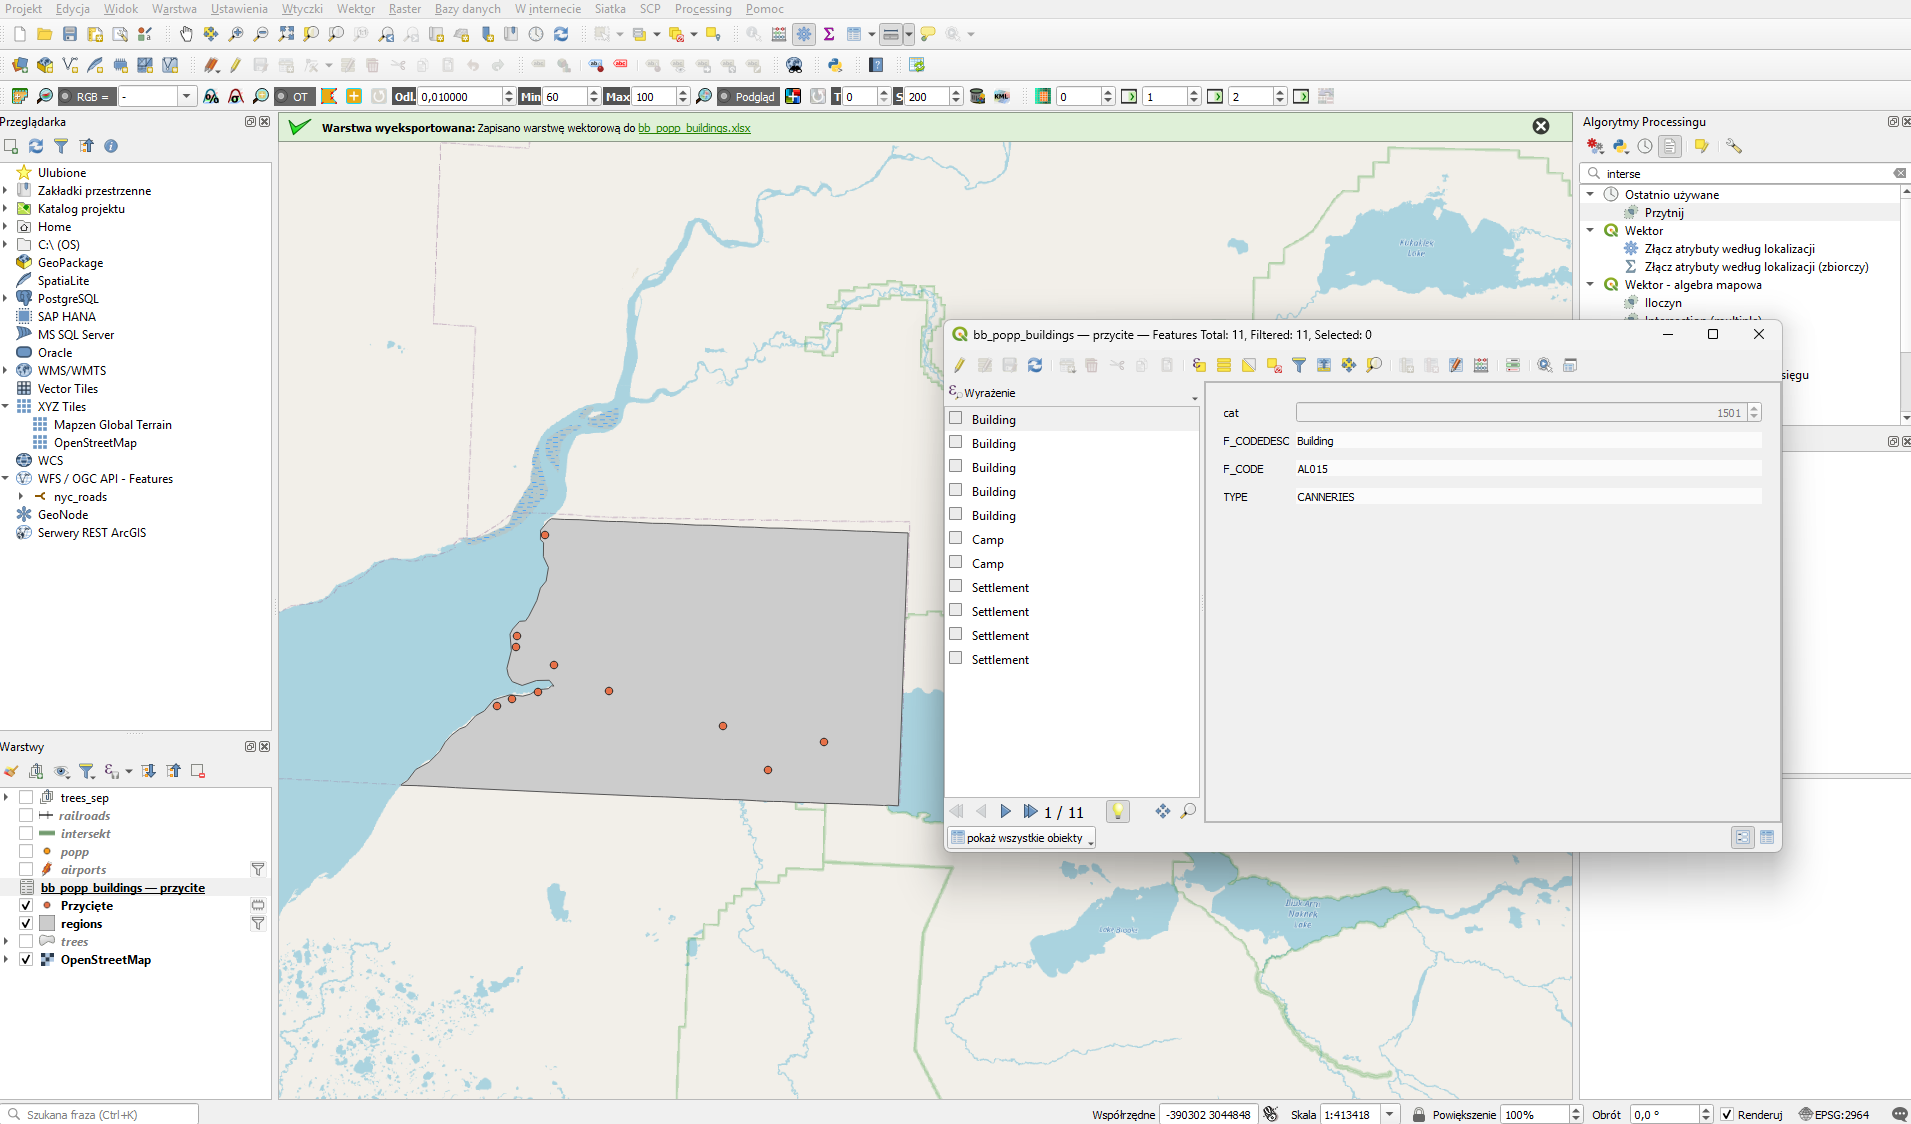 Projekt Edycja Widok Warstwa Ustawienia Wtyczki Wektor Raster Bazy danych W internecie Siatka SCP Processing Pomoc
RGB = - OT Odl. 0,010000 Min 60 Max 100 Podgląd T 0 S 200 KML 0 1 2
Przeglądarka
Ulubione
Zakładki przestrzenne
Katalog projektu
Home
C:\ (OS)
GeoPackage
SpatiaLite
PostgreSQL
SAP HANA
MS SQL Server
Oracle
WMS/WMTS
Vector Tiles
XYZ Tiles
Mapzen Global Terrain
OpenStreetMap
WCS
WFS / OGC API - Features
nyc_roads
GeoNode
Serwery REST ArcGIS
Warstwy
trees_sep
railroads
intersekt
popp
airports
bb_popp_buildings — przycite
Przycięte
regions
trees
OpenStreetMap
Szukana fraza (Ctrl+K)
Warstwa wyeksportowana: Zapisano warstwę wektorową do bb_popp_buildings.xlsx
Kukaklek
Lake
bb_popp_buildings — przycite — Features Total: 11, Filtered: 11, Selected: 0
Wyrażenie
Building
Building
Building
Building
Building
Camp
Camp
Settlement
Settlement
Settlement
Settlement
1 / 11
pokaż wszystkie obiekty
cat 1501
F_CODEDESC Building
F_CODE AL015
TYPE CANNERIES
Naknek
Lake
Algorytmy Processingu
interse
Ostatnio używane
Przytnij
Wektor
Złącz atrybuty według lokalizacji
Złącz atrybuty według lokalizacji (zbiorczy)
Wektor - algebra mapowa
Iloczyn
Intersection (multiple)
sięgu
Współrzędne -390302 3044848 Skala 1:413418 Powiększenie 100% Obrót 0,0 ° Renderuj EPSG:2964